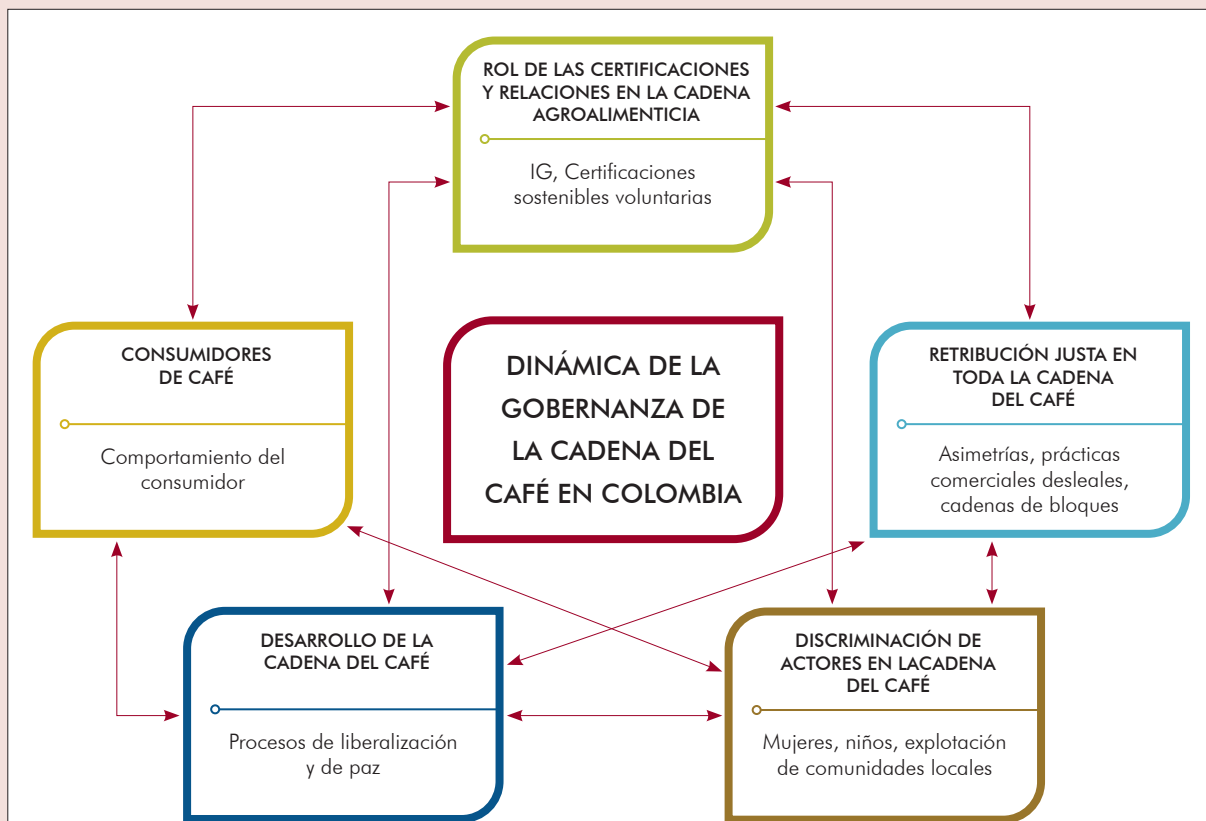 ROL DE LAS CERTIFICACIONES
Y RELACIONES EN LA CADENA
AGROALIMENTICIA
IG, Certificaciones
sostenibles voluntarias
CONSUMIDORES
DE CAFÉ
Comportamiento del
consumidor
DINÁMICA DE LA
GOBERNANZA DE
LA CADENA DEL
CAFÉ EN COLOMBIA
RETRIBUCIÓN JUSTA EN
TODA LA CADENA
DEL CAFÉ
Asimetrías, prácticas
comerciales desleales,
cadenas de bloques
DESARROLLO DE LA
CADENA DEL CAFÉ
Procesos de liberalización
y de paz
DISCRIMINACIÓN DE
ACTORES EN LACADENA
DEL CAFÉ
Mujeres, niños, explotación
de comunidades locales